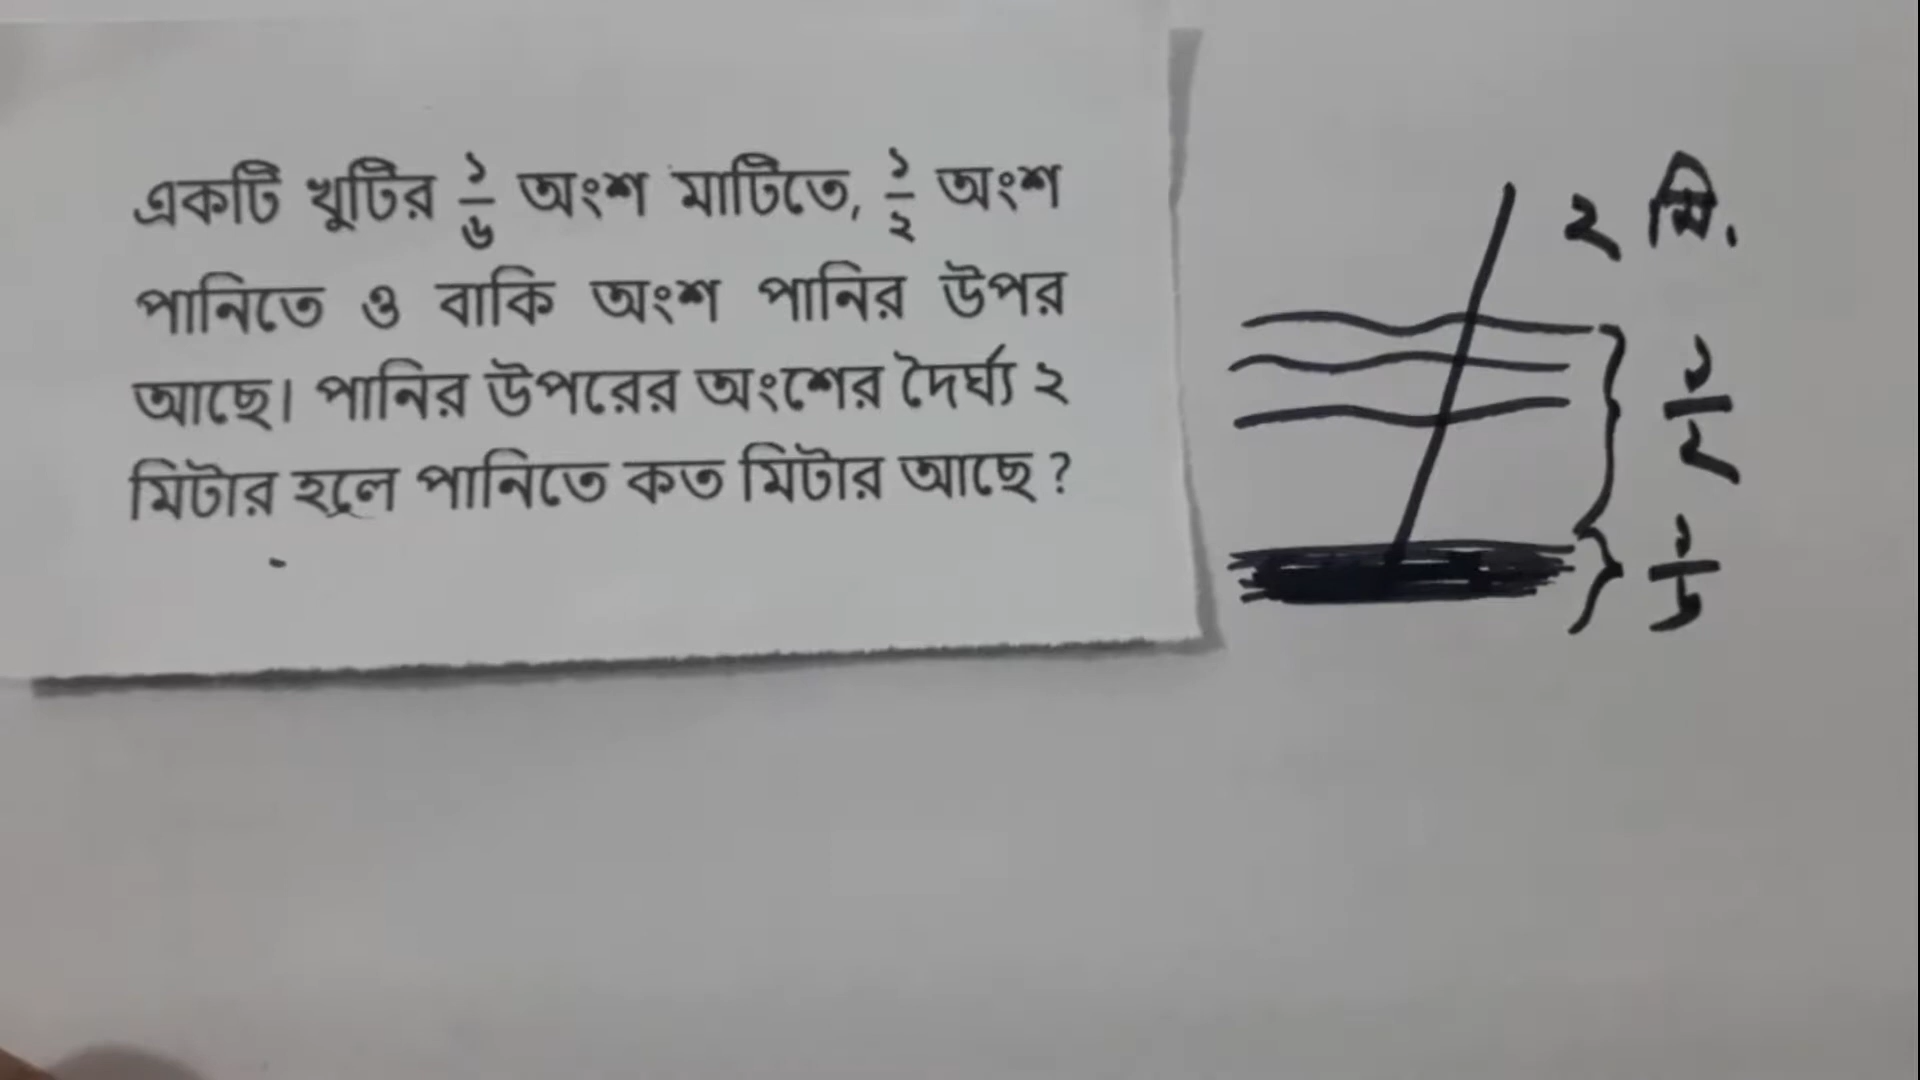 একটি খুটির ১/৬ অংশ মাটিতে, ১/২ অংশ
পানিতে ও বাকি অংশ পানির উপর
আছে। পানির উপরের অংশের দৈর্ঘ্য ২
মিটার হলে পানিতে কত মিটার আছে?
২ মি.
১/২
১/৬